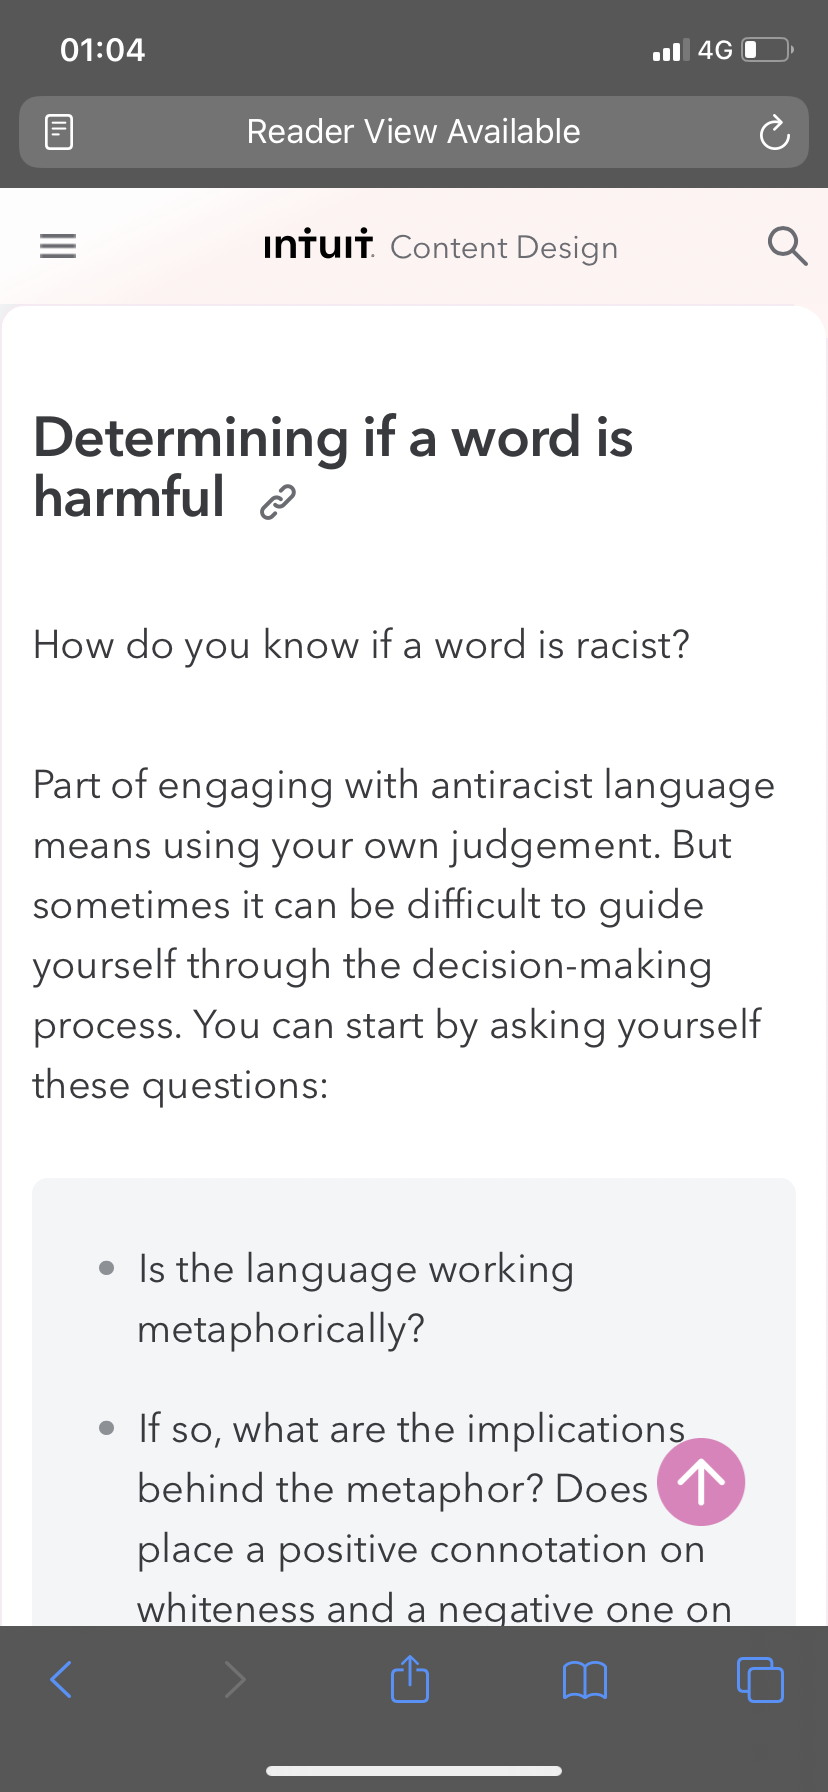 01:04
4G
Reader View Available
ıntuıt. Content Design
Determining if a word is
harmful
How do you know if a word is racist?
Part of engaging with antiracist language
means using your own judgement. But
sometimes it can be difficult to guide
yourself through the decision-making
process. You can start by asking yourself
these questions:
• Is the language working
metaphorically?
• If so, what are the implications
behind the metaphor? Does
place a positive connotation on
whiteness and a negative one on